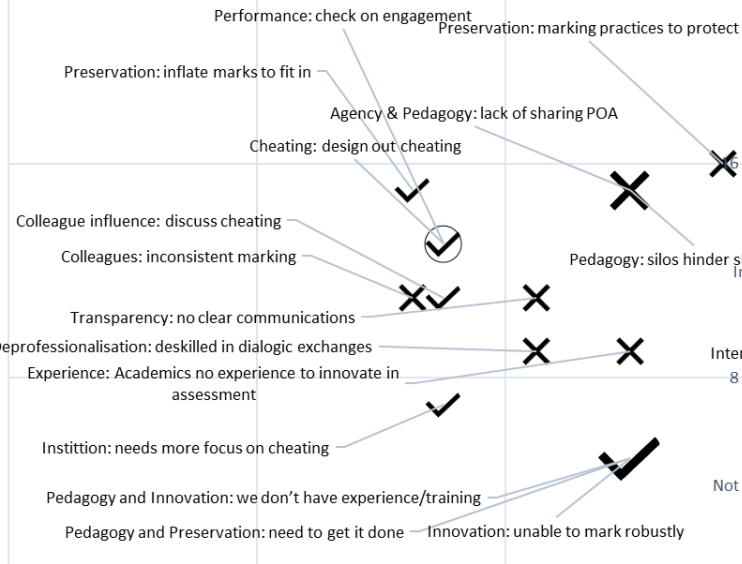 Performance: check on engagement
Preservation: marking practices to protect
Preservation: inflate marks to fit in
Agency & Pedagogy: lack of sharing POA
Cheating: design out cheating
6
Colleague influence: discuss cheating
Colleagues: inconsistent marking
Pedagogy: silos hinder s
Transparency: no clear communications
eprofessionalisation: deskilled in dialogic exchanges
Inter
Experience: Academics no experience to innovate in
assessment
8
Instittion: needs more focus on cheating
Not
Pedagogy and Innovation: we don't have experience/training
Pedagogy and Preservation: need to get it done
Innovation: unable to mark robustly